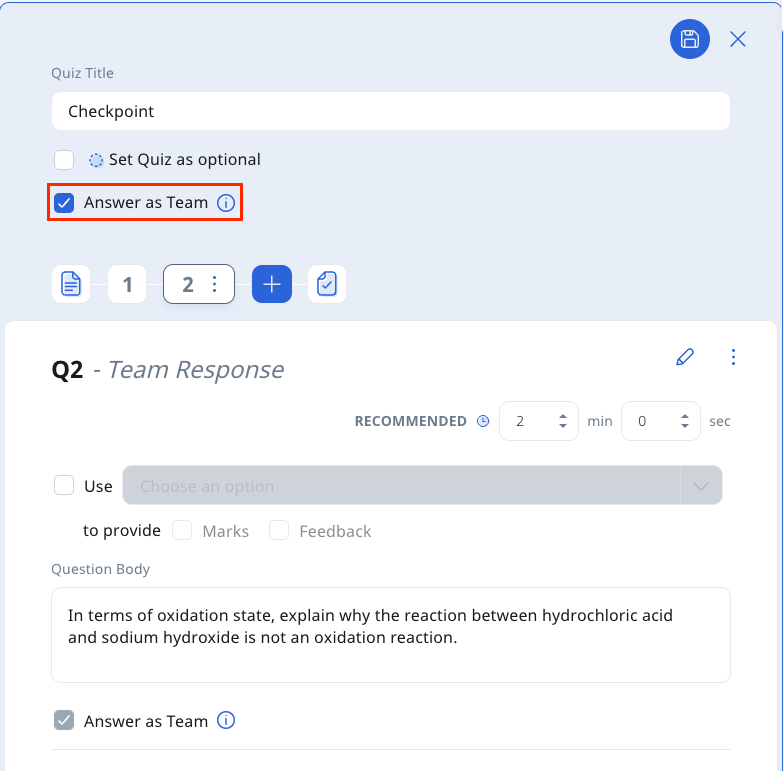 Quiz Title
Checkpoint
Set Quiz as optional
Answer as Team
1
2
Q2 - Team Response
RECOMMENDED 2 min 0 sec
Use Choose an option
to provide Marks Feedback
Question Body
In terms of oxidation state, explain why the reaction between hydrochloric acid
and sodium hydroxide is not an oxidation reaction.
Answer as Team